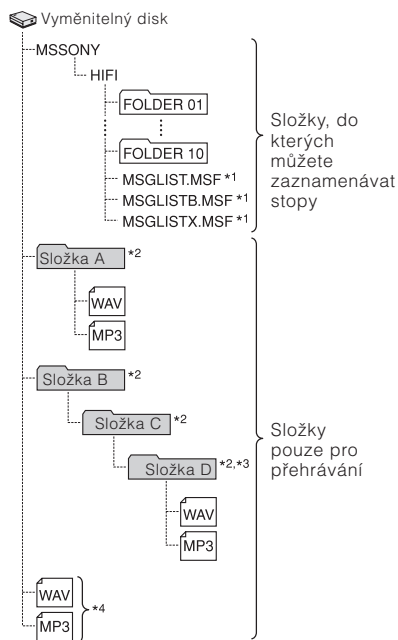 Vyměnitelný disk
MSSONY
HIFI
FOLDER 01
FOLDER 10
MSGLIST.MSF *1
MSGLISTB.MSF *1
MSGLISTX.MSF *1
Složky, do
kterých
můžete
zaznamenávat
stopy
Složka A *2
WAV
MP3
Složka B *2
Složka C *2
Složka D *2,*3
WAV
MP3
Složky
pouze pro
přehrávání
WAV
MP3
*4